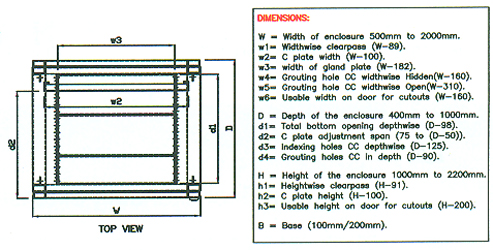 w3
w2
d2
d1
D
W
TOP VIEW
DIMENSIONS:
W = Width of enclosure 500mm to 2000mm.
w1= Widthwise clearpass (W-89).
w2= C plate width (W-100).
w3= width of gland plate (W-182).
w4= Grouting hole CC widthwise Hidden(W-160).
w5= Grouting hole CC widthwise Open(W-310).
w6= Usable width on door for cutouts (W-160).
D = Depth of the enclosure 400mm to 1000mm.
d1= Total bottom opening depthwise (D-98).
d2= C plate adjustment span (75 to (D-50)).
d3= Indexing holes CC depthwise (D-125).
d4= Grouting holes CC in depth (D-90).
H = Height of the enclosure 1000mm to 2200mm.
h1= Heightwise clearpass (H-91).
h2= C plate height (H-100).
h3= Usable height on door for cutouts (H-200).
B = Base (100mm/200mm).